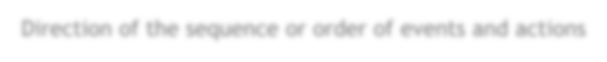 Direction of the sequence or order of events and actions